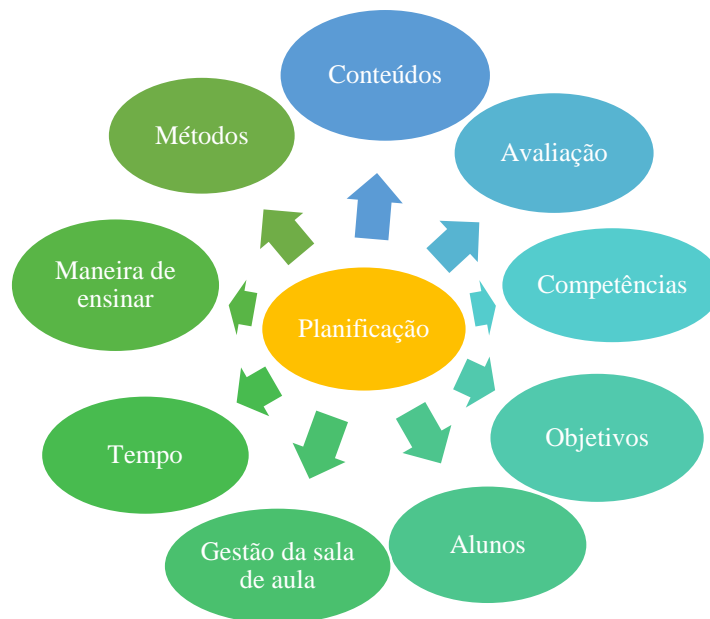 Conteúdos
Métodos
Avaliação
Maneira de
ensinar
Competências
Planificação
Tempo
Objetivos
Gestão da sala
de aula
Alunos